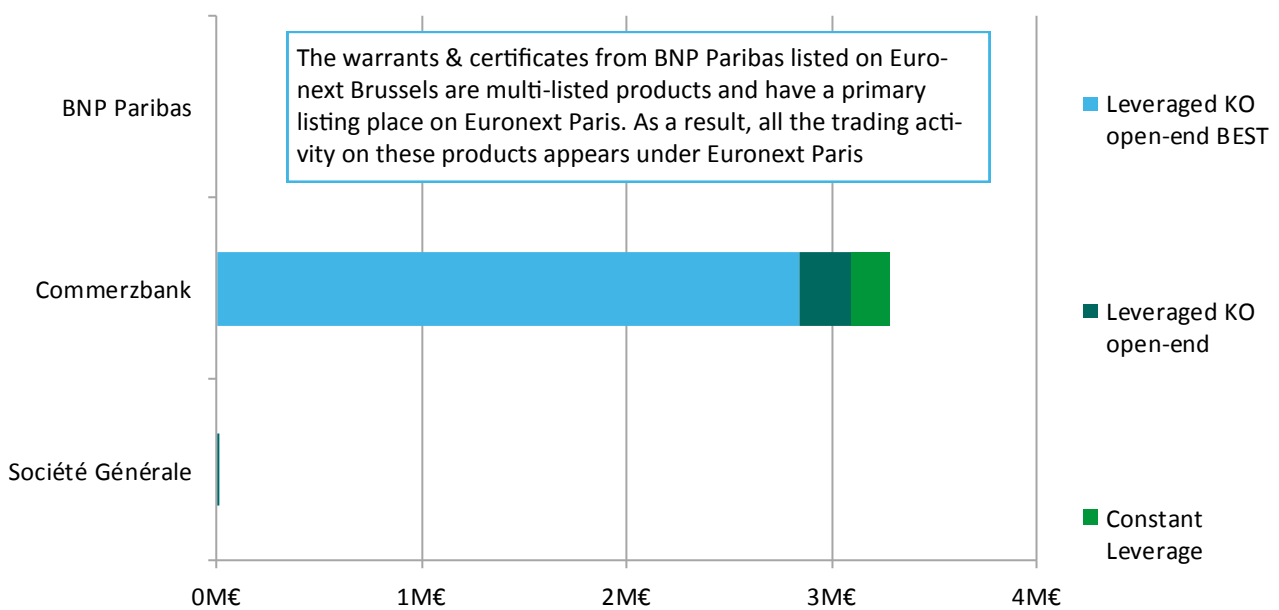 The warrants & certificates from BNP Paribas listed on Euro-
next Brussels are multi-listed products and have a primary
listing place on Euronext Paris. As a result, all the trading acti-
vity on these products appears under Euronext Paris
BNP Paribas
Commerzbank
Société Générale
0M€
1M€
2M€
3M€
4M€
Leveraged KO
open-end BEST
Leveraged KO
open-end
Constant
Leverage